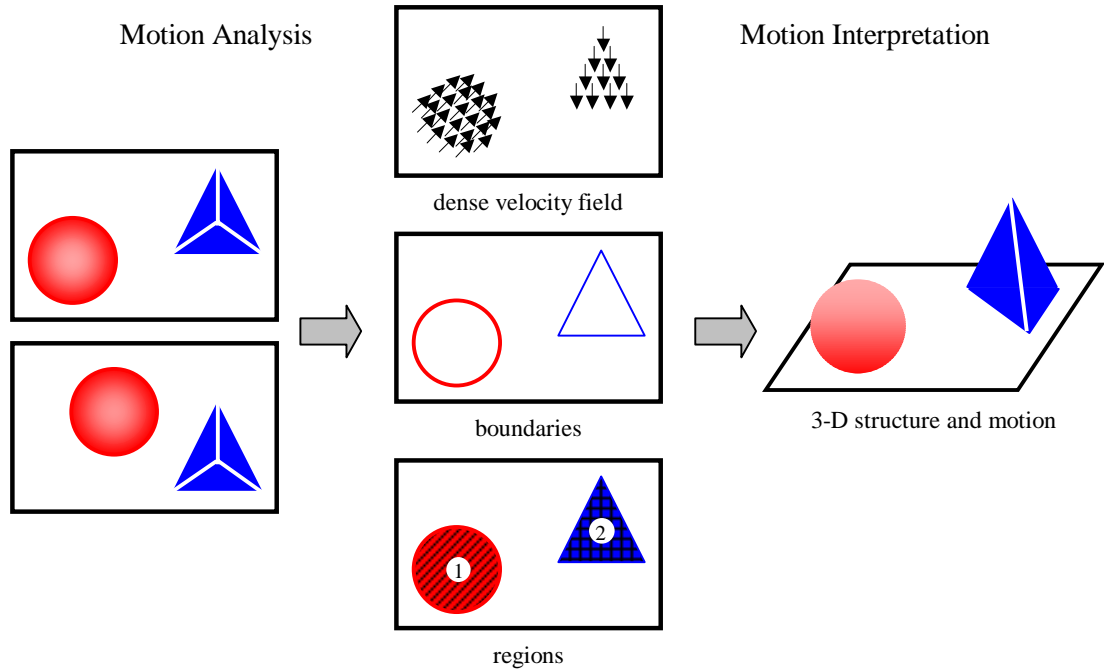 Motion Analysis
Motion Interpretation
dense velocity field
boundaries
3-D structure and motion
1
2
regions